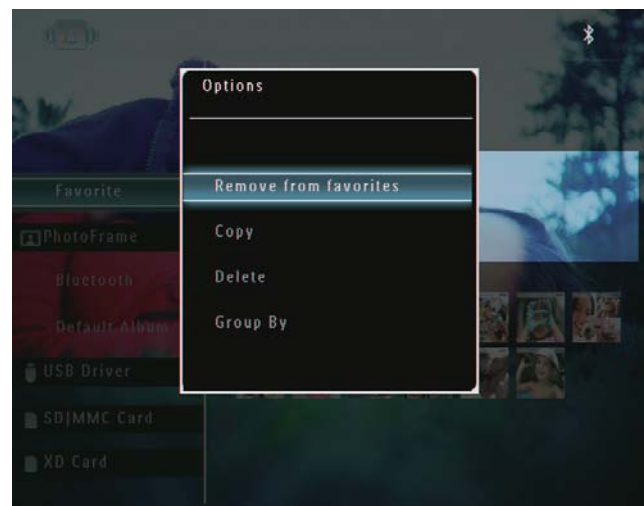 Options
Remove from favorites
Copy
Delete
Group By
Favorite
PhotoFrame
Bluetooth
Default Album
USB Driver
SD|MMC Card
XD Card